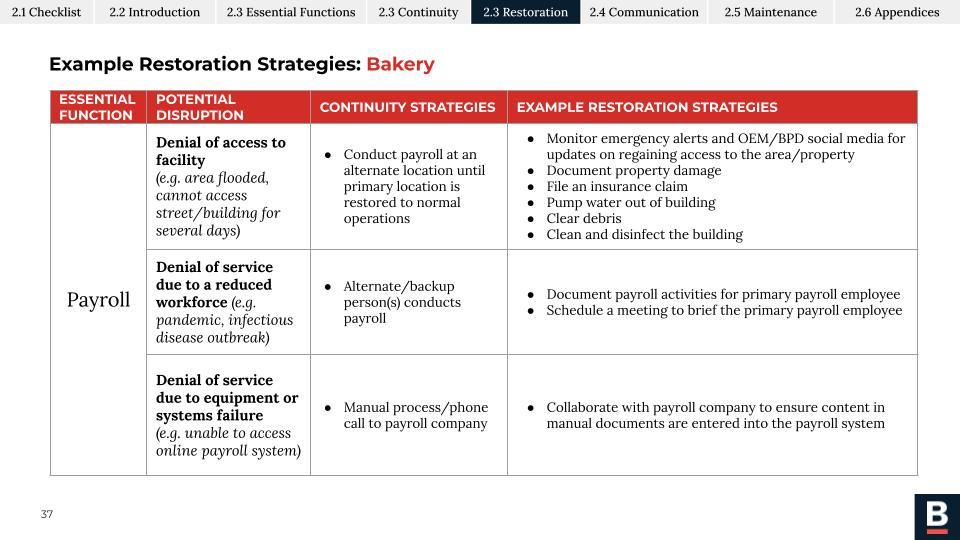 2.1 Checklist 2.2 Introduction 2.3 Essential Functions 2.3 Continuity 2.3 Restoration 2.4 Communication 2.5 Maintenance 2.6 Appendices
Example Restoration Strategies: Bakery
ESSENTIAL
FUNCTION
POTENTIAL
DISRUPTION
CONTINUITY STRATEGIES
EXAMPLE RESTORATION STRATEGIES
Payroll
Denial of access to
facility
(e.g. area flooded,
cannot access
street/building for
several days)
● Conduct payroll at an
alternate location until
primary location is
restored to normal
operations
● Monitor emergency alerts and OEM/BPD social media for
updates on regaining access to the area/property
● Document property damage
● File an insurance claim
● Pump water out of building
● Clear debris
● Clean and disinfect the building
Denial of service
due to a reduced
workforce (e.g.
pandemic, infectious
disease outbreak)
● Alternate/backup
person(s) conducts
payroll
● Document payroll activities for primary payroll employee
● Schedule a meeting to brief the primary payroll employee
Denial of service
due to equipment or
systems failure
(e.g. unable to access
online payroll system)
● Manual process/phone
call to payroll company
● Collaborate with payroll company to ensure content in
manual documents are entered into the payroll system
37
B